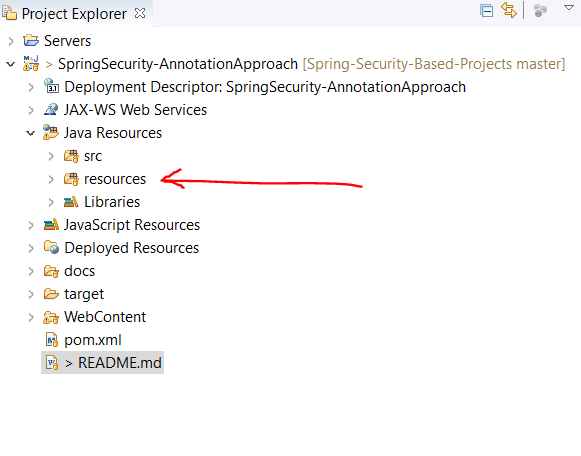 Project Explorer
Servers
> SpringSecurity-AnnotationApproach [Spring-Security-Based-Projects master]
Deployment Descriptor: SpringSecurity-AnnotationApproach
JAX-WS Web Services
Java Resources
src
resources
Libraries
JavaScript Resources
Deployed Resources
docs
target
WebContent
pom.xml
> README.md